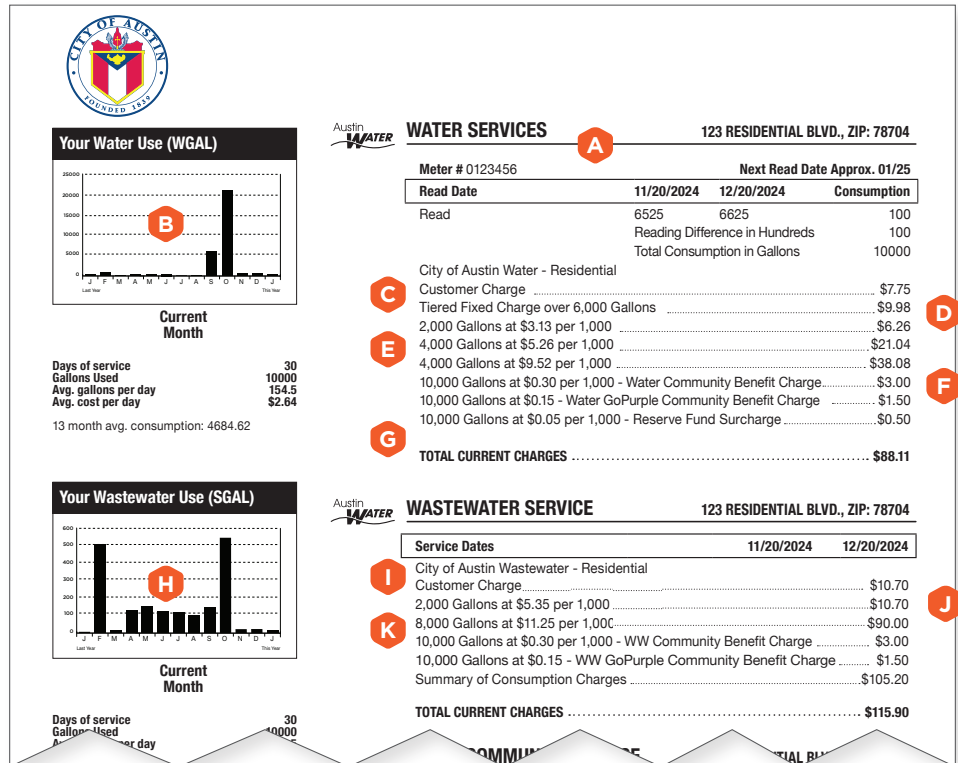 CITY OF AUSTIN
FOUNDED 1839
Your Water Use (WGAL)
25000
20000
15000
10000
5000
0
J F M A M J J A S O N D J
Last Year This Year
B
Current
Month
Days of service 30
Gallons Used 10000
Avg. gallons per day 154.5
Avg. cost per day $2.64
13 month avg. consumption: 4684.62
Austin WATER
WATER SERVICES 123 RESIDENTIAL BLVD., ZIP: 78704
A
Meter # 0123456 Next Read Date Approx. 01/25
Read Date 11/20/2024 12/20/2024 Consumption
Read 6525 6625 100
Reading Difference in Hundreds 100
Total Consumption in Gallons 10000
City of Austin Water - Residential
C Customer Charge $7.75
Tiered Fixed Charge over 6,000 Gallons $9.98 D
2,000 Gallons at $3.13 per 1,000 $6.26
E 4,000 Gallons at $5.26 per 1,000 $21.04
4,000 Gallons at $9.52 per 1,000 $38.08
10,000 Gallons at $0.30 per 1,000 - Water Community Benefit Charge $3.00 F
10,000 Gallons at $0.15 - Water GoPurple Community Benefit Charge $1.50
10,000 Gallons at $0.05 per 1,000 - Reserve Fund Surcharge $0.50
G
TOTAL CURRENT CHARGES $88.11
Your Wastewater Use (SGAL)
600
500
400
300
200
100
0
J F M A M J J A S O N D J
Last Year This Year
H
Current
Month
Days of service 30
Gallons Used 10000
er day
Austin WATER
WASTEWATER SERVICE 123 RESIDENTIAL BLVD., ZIP: 78704
Service Dates 11/20/2024 12/20/2024
I City of Austin Wastewater - Residential
Customer Charge $10.70
2,000 Gallons at $5.35 per 1,000 $10.70 J
K 8,000 Gallons at $11.25 per 1,000 $90.00
10,000 Gallons at $0.30 per 1,000 - WW Community Benefit Charge $3.00
10,000 Gallons at $0.15 - WW GoPurple Community Benefit Charge $1.50
Summary of Consumption Charges $105.20
TOTAL CURRENT CHARGES $115.90